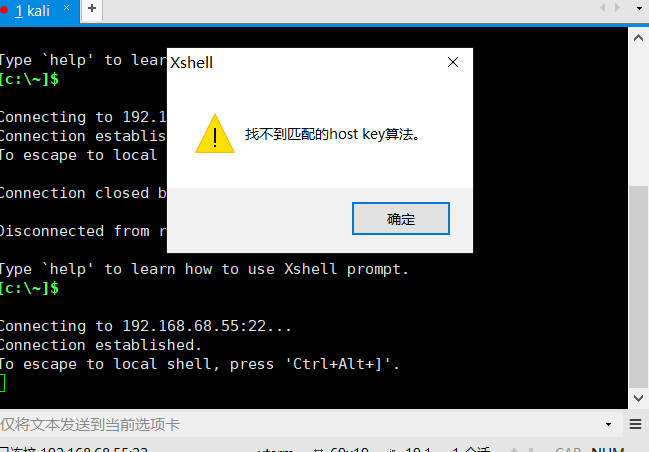 1 kali
Type `help' to lear
[c:\~]$
Connecting to 192.1
Connection establis
To escape to local
Connection closed b
Disconnected from r
Xshell
找不到匹配的host key算法。
确定
Type `help' to learn how to use Xshell prompt.
[c:\~]$
Connecting to 192.168.68.55:22...
Connection established.
To escape to local shell, press 'Ctrl+Alt+]'.
仅将文本发送到当前选项卡
已连接 192.168.68.55:22
xterm
69x19
19,1
1 会话
CAP
NUM